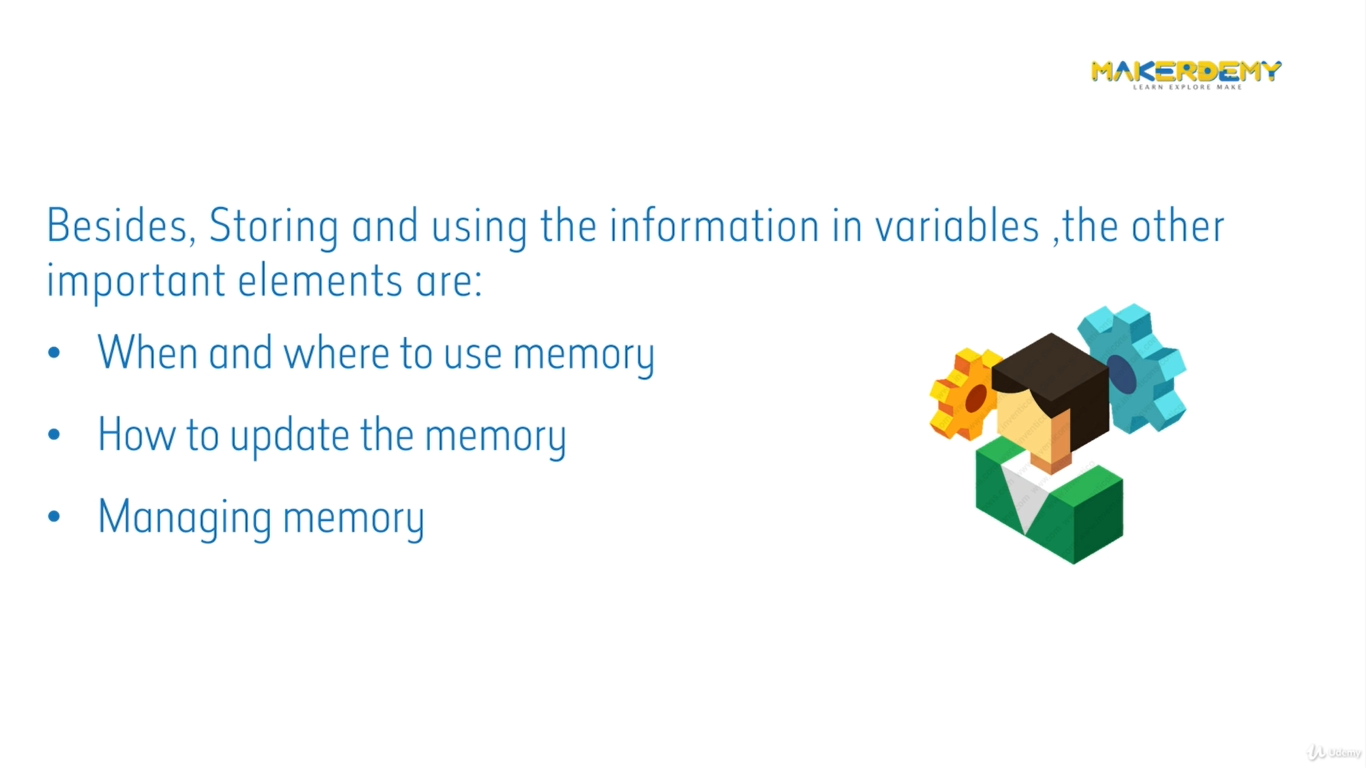 MAKERDEMY
LEARN EXPLORE MAKE
Besides, Storing and using the information in variables ,the other
important elements are:
• When and where to use memory
• How to update the memory
• Managing memory
Udemy